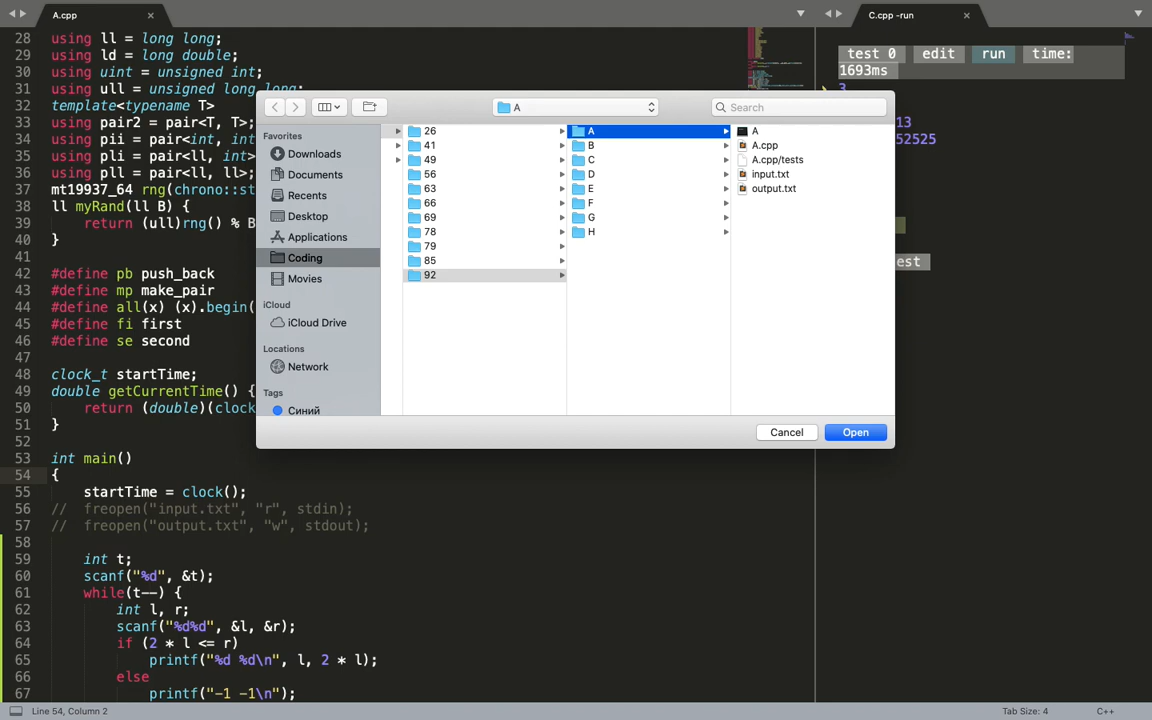 A.cpp
C.cpp -run
28 using ll = long long;
29 using ld = long double;
30 using uint = unsigned int;
31 using ull = unsigned long long;
32 template<typename T>
33 using pair2 = pair<T, T>;
34 using pii = pair<int, int
35 using pli = pair<ll, int>
36 using pll = pair<ll, ll>;
37 mt19937_64 rng(chrono::st
38 ll myRand(ll B) {
39 return (ull)rng() % B
40 }
41
42 #define pb push_back
43 #define mp make_pair
44 #define all(x) (x).begin(
45 #define fi first
46 #define se second
47
48 clock_t startTime;
49 double getCurrentTime() {
50 return (double)(clock
51 }
52
53 int main()
54 {
55 startTime = clock();
56 // freopen("input.txt", "r", stdin);
57 // freopen("output.txt", "w", stdout);
58
59 int t;
60 scanf("%d", &t);
61 while(t--) {
62 int l, r;
63 scanf("%d%d", &l, &r);
64 if (2 * l <= r)
65 printf("%d %d\n", l, 2 * l);
66 else
67 printf("-1 -1\n");
A
Search
Favorites
Downloads
Documents
Recents
Desktop
Applications
Coding
Movies
iCloud
iCloud Drive
Locations
Network
Tags
Синий
26
41
49
56
63
66
69
78
79
85
92
A
B
C
D
E
F
G
H
A
A.cpp
A.cpp/tests
input.txt
output.txt
Cancel
Open
test 0 edit run time:
1693ms
3
13
52525
est
Line 54, Column 2
Tab Size: 4
C++